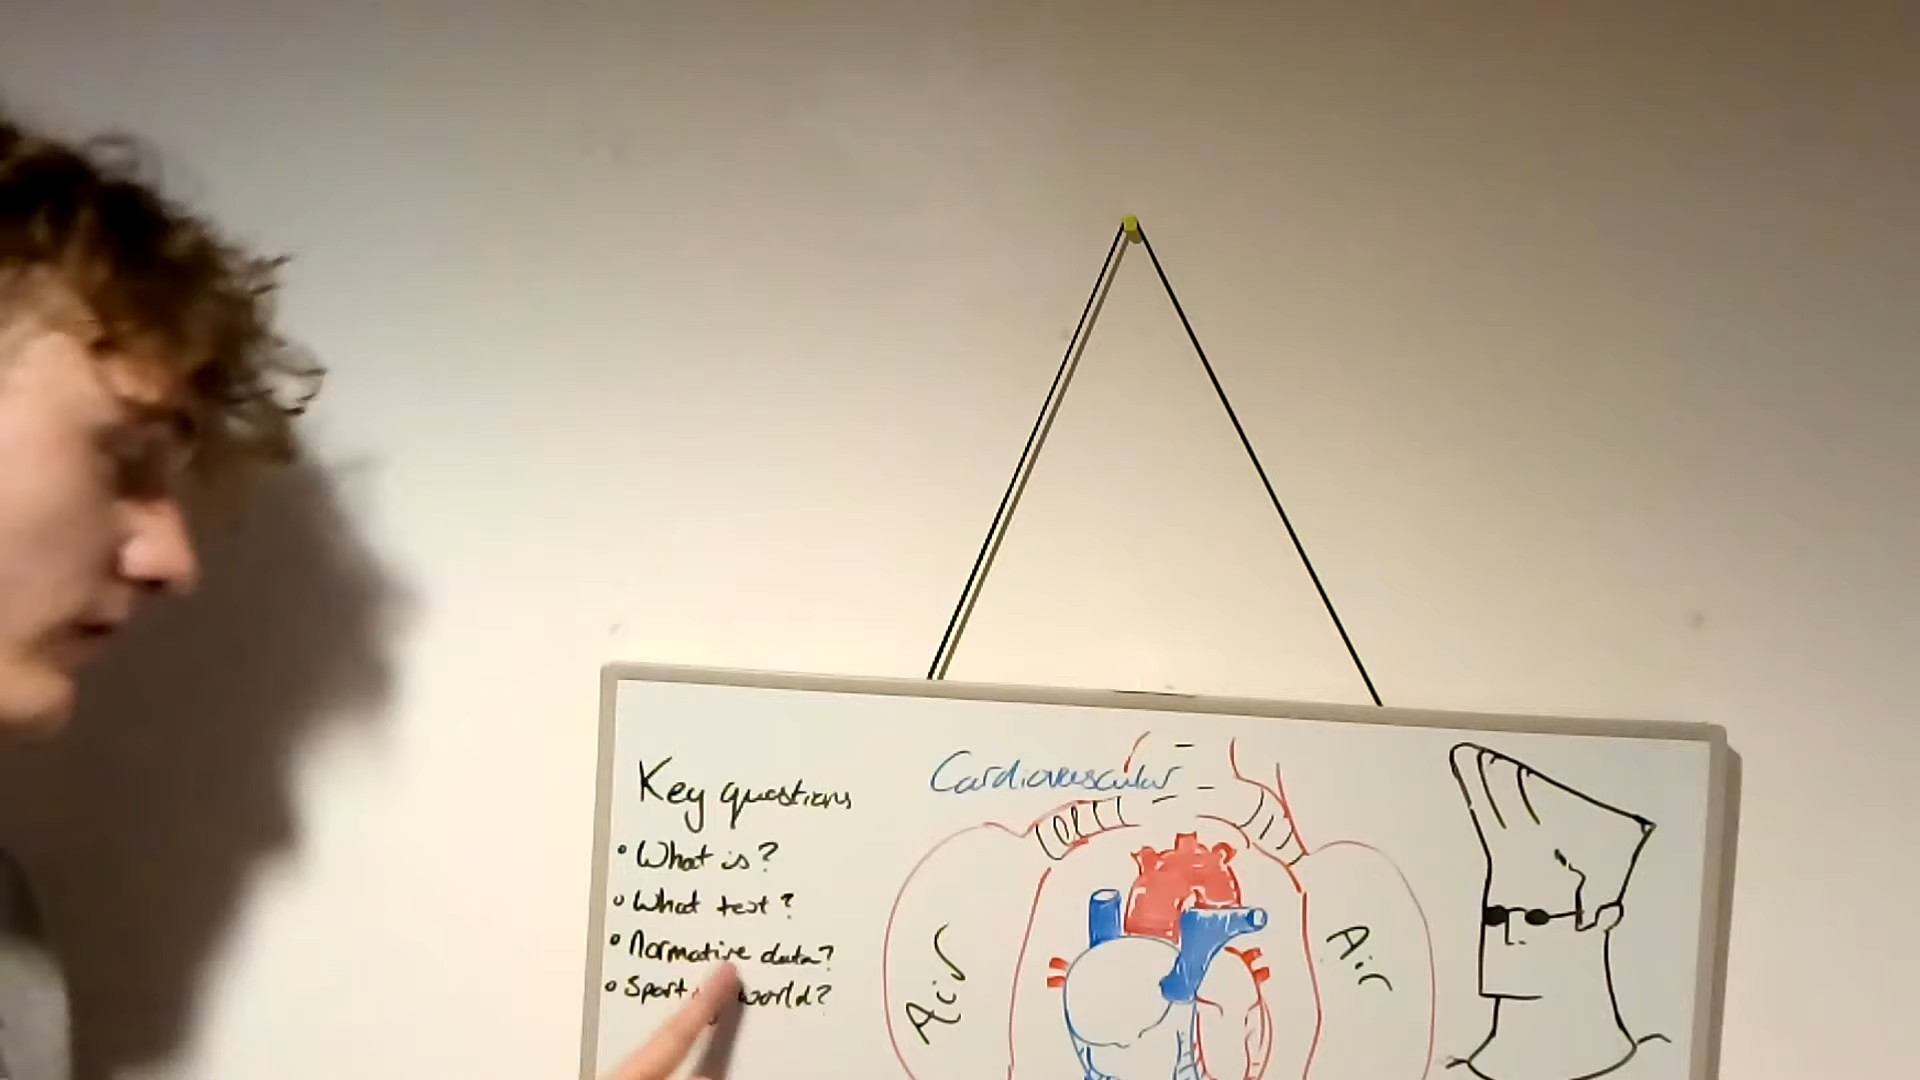 Key questions
• What is?
• What test?
• Normative data?
• Sport world?
Cardiovascular
Air
Air